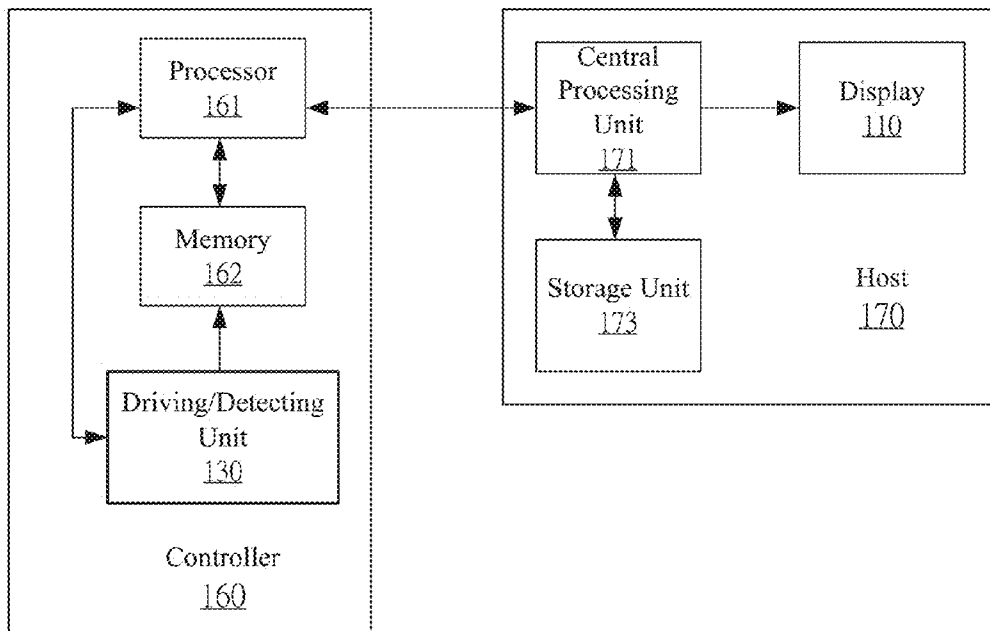 Processor
161
Memory
162
Driving/Detecting
Unit
130
Controller
160
Central
Processing
Unit
171
Display
110
Storage Unit
173
Host
170